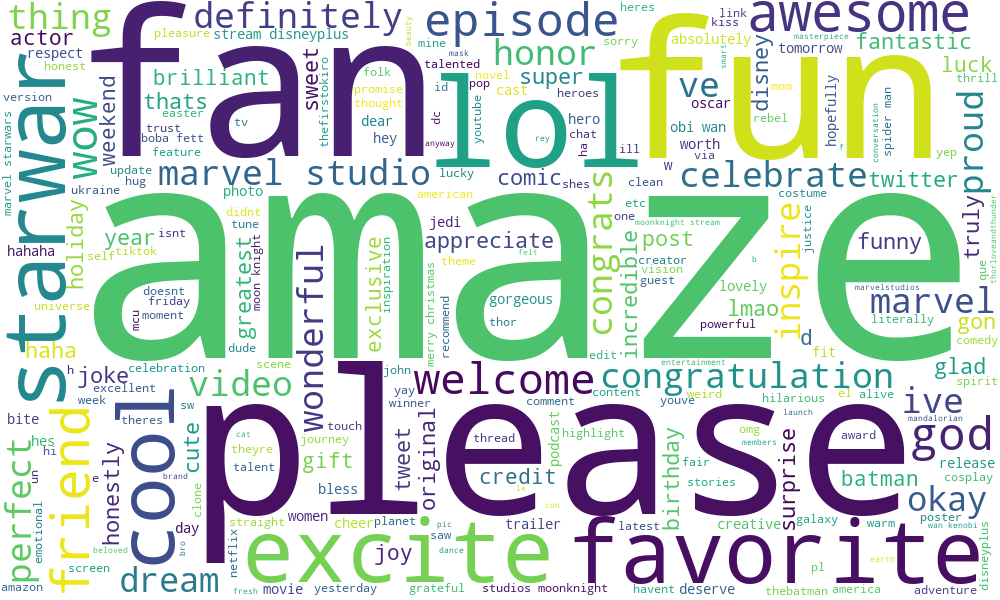 thing
actor
respect
honest
version
starwar
wow
weekend
fan
pleasure
stream disneyplus
definitely
brilliant
thats
easter
trust
boba fett
feature
update
hug
ukraine
marvel starwars
sweet
thefirstokiro
tv
folk
promise
thought
dear
hey
dc
anyway
episode
mine
mask
talented
honor
super
novel
cast
pop
id
youtube
lol
heroes
hero
chat
ha
ill
heres
kiss
link
sorry
absolutely
fun
ve
oscar
obi wan
worth
via
w
rebel
mom
smart
beauty
disney
awesome
masterpiece
tomorrow
hopefully
f
conversation
spider man
fantastic
luck
thrill
yep
proud
marvel studio
lucky
comic
shes
clean
celebrate
twitter
costume
justice
truly
que
thorloveandthunder
photo
american
didnt
tune
jedi
appreciate
theme
felt
congrats
etc
one
moonknight stream
post
creator
guest
vision
b
lovely
lmao
inspire
funny
marvelstudios
marvel
literally
gon
comedy
d
fit
powerful
incredible
edit
entertainment
amaze
year
isnt
tiktok
self
holiday
hahaha
universe
doesnt
friday
moment
mcu
greatest
moon knight
dude
wonderful
exclusive
inspiration
merry christmas
recommend
gorgeous
thor
haha
h
joke
celebration
excellent
week
bite
theres
scene
video
sw
john
yay
winner
welcome
comment
content
congratulation
youve
weird
hilarious
el
alive
glad
spirit
ive
mandalorian
god
launch
friend
perfect
hes
hi
un
e
emotional
honestly
cool
cute
cat
theyre
talent
journey
touch
gift
bless
tweet
original
please
thread
podcast
highlight
credit
le
con
omg
members
fair
stories
birthday
surprise
award
batman
release
cosplay
okay
poster
wan kenobi
disneyplus
amazon
screen
beloved
dream
day
bro
brand
clone
straight
women
cheer
planet
netflix
fresh
excite
movie
yesterday
joy
pic
saw
dance
grateful
trailer
studios moonknight
favorite
latest
creative
galaxy
warm
havent
deserve
thebatman
pl
america
earth
adventure
rey